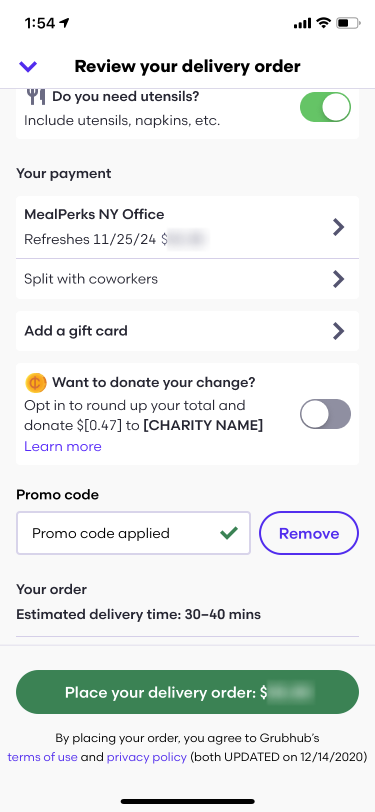 1:54
Review your delivery order
Do you need utensils?
Include utensils, napkins, etc.
Your payment
MealPerks NY Office
Refreshes 11/25/24 $
Split with coworkers
Add a gift card
Want to donate your change?
Opt in to round up your total and
donate $[0.47] to [CHARITY NAME]
Learn more
Promo code
Promo code applied
Remove
Your order
Estimated delivery time: 30–40 mins
Place your delivery order: $
By placing your order, you agree to Grubhub's
terms of use and privacy policy (both UPDATED on 12/14/2020)